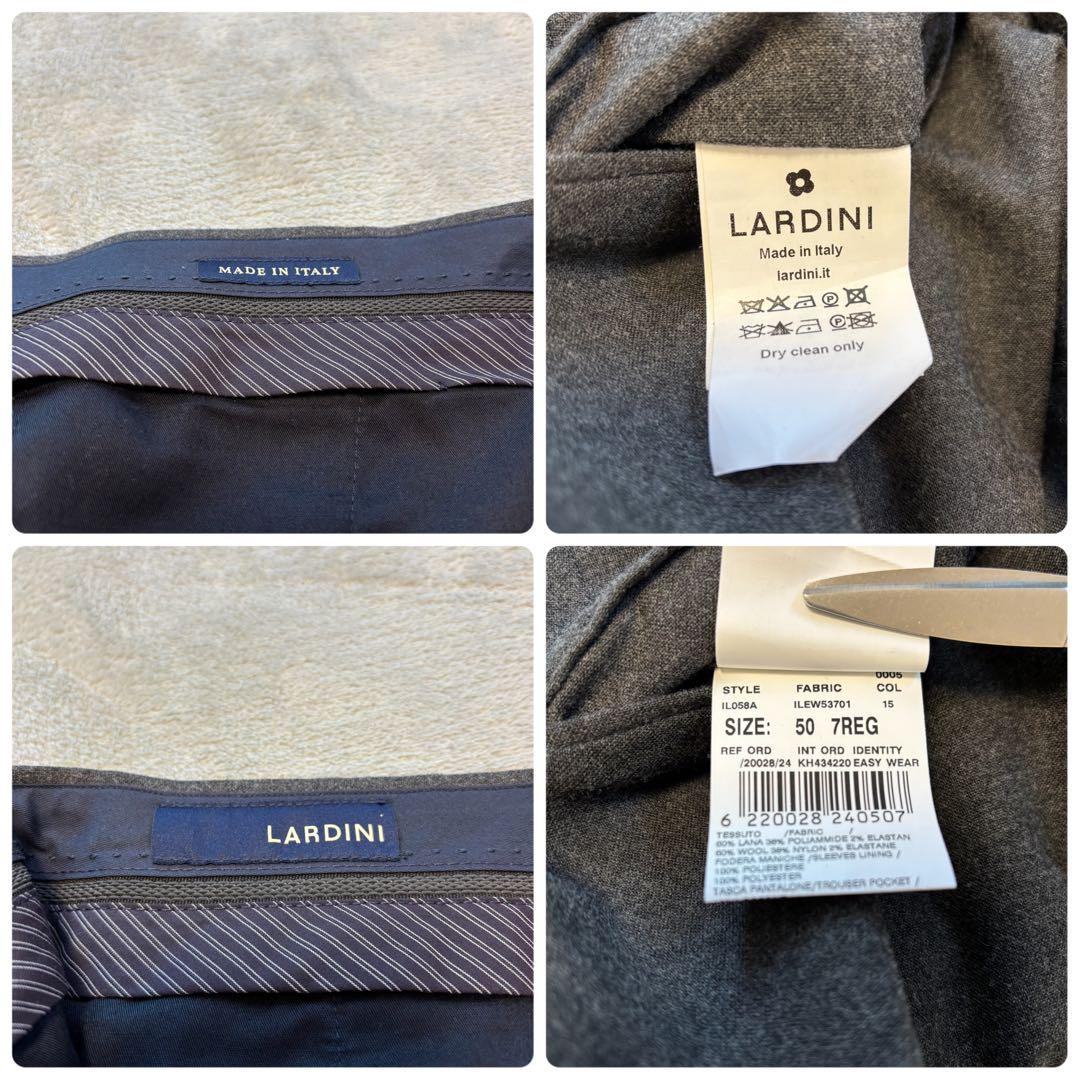 MADE IN ITALY
LARDINI
Made in Italy
lardini.it
Dry clean only
LARDINI
0005
STYLE FABRIC COL
IL058A ILEW53701 15
SIZE: 50 7REG
REF ORD INT ORD IDENTITY
/20028/24 KH434220 EASY WEAR
6 220028 240507
TESSUTO /FABRIC /
60% LANA 38% POLIAMMIDE 2% ELASTAN
60% WOOL 38% NYLON 2% ELASTANE
FODERA MANICHE /SLEEVES LINING /
100% POLIESTERE
100% POLYESTER
TASCA PANTALONE/TROUSER POCKET /